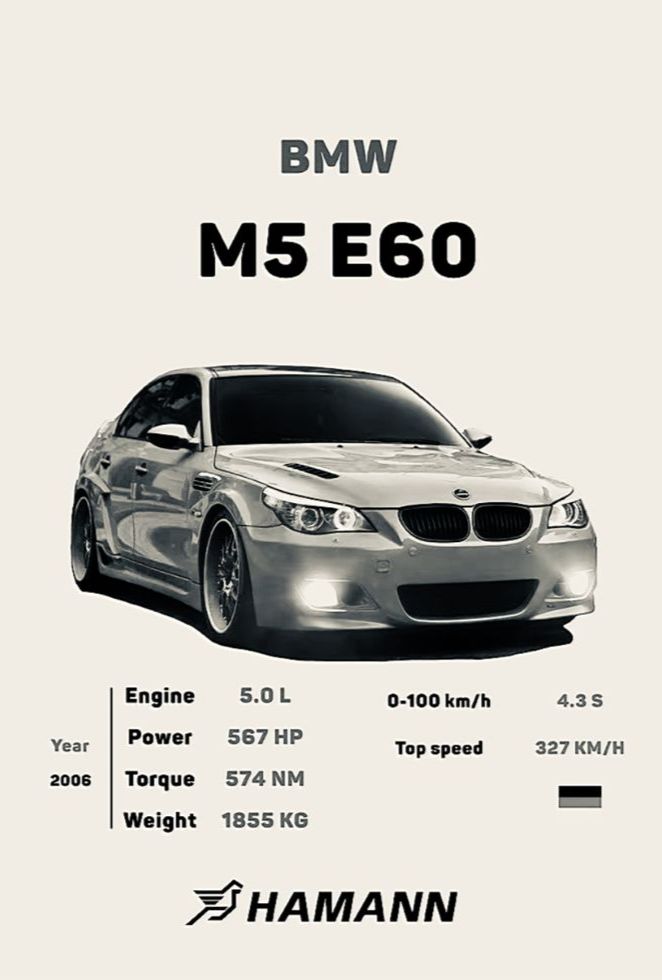 BMW
M5 E60
Year
2006
Engine 5.0 L
Power 567 HP
Torque 574 NM
Weight 1855 KG
0-100 km/h 4.3 S
Top speed 327 KM/H
HAMANN